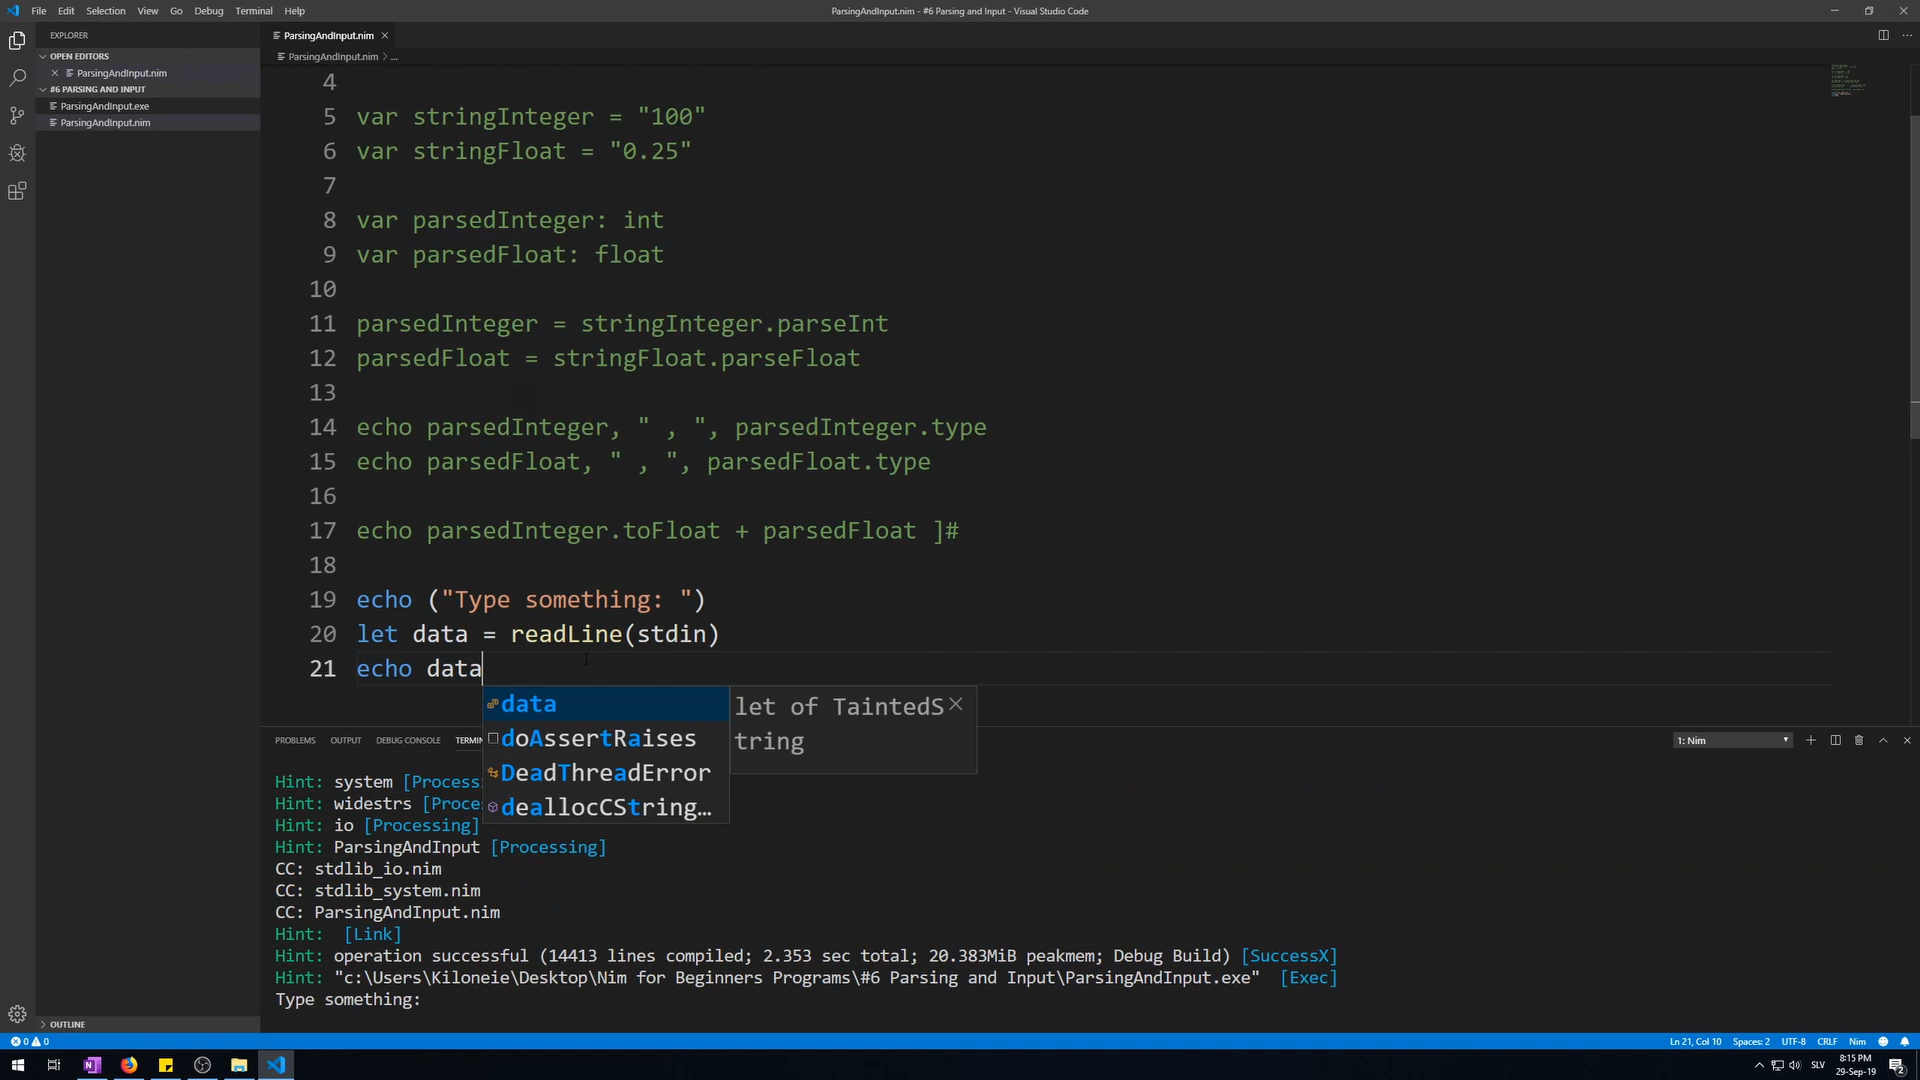 File Edit Selection View Go Debug Terminal Help
ParsingAndInput.nim - #6 Parsing and Input - Visual Studio Code
EXPLORER
OPEN EDITORS
ParsingAndInput.nim
#6 PARSING AND INPUT
ParsingAndInput.exe
ParsingAndInput.nim
OUTLINE
ParsingAndInput.nim
ParsingAndInput.nim > ...
4
5 var stringInteger = "100"
6 var stringFloat = "0.25"
7
8 var parsedInteger: int
9 var parsedFloat: float
10
11 parsedInteger = stringInteger.parseInt
12 parsedFloat = stringFloat.parseFloat
13
14 echo parsedInteger, " , ", parsedInteger.type
15 echo parsedFloat, " , ", parsedFloat.type
16
17 echo parsedInteger.toFloat + parsedFloat ]#
18
19 echo ("Type something: ")
20 let data = readLine(stdin)
21 echo data
data
doAssertRaises
DeadThreadError
deallocCString...
let of TaintedS
tring
PROBLEMS OUTPUT DEBUG CONSOLE TERMIN
1: Nim
Hint: system [Process
Hint: widestrs [Proce
Hint: io [Processing]
Hint: ParsingAndInput [Processing]
CC: stdlib_io.nim
CC: stdlib_system.nim
CC: ParsingAndInput.nim
Hint: [Link]
Hint: operation successful (14413 lines compiled; 2.353 sec total; 20.383MiB peakmem; Debug Build) [SuccessX]
Hint: "c:\Users\Kiloneie\Desktop\Nim for Beginners Programs\#6 Parsing and Input\ParsingAndInput.exe" [Exec]
Type something:
0 0
Ln 21, Col 10 Spaces: 2 UTF-8 CRLF Nim
SLV
8:15 PM
29-Sep-19
2